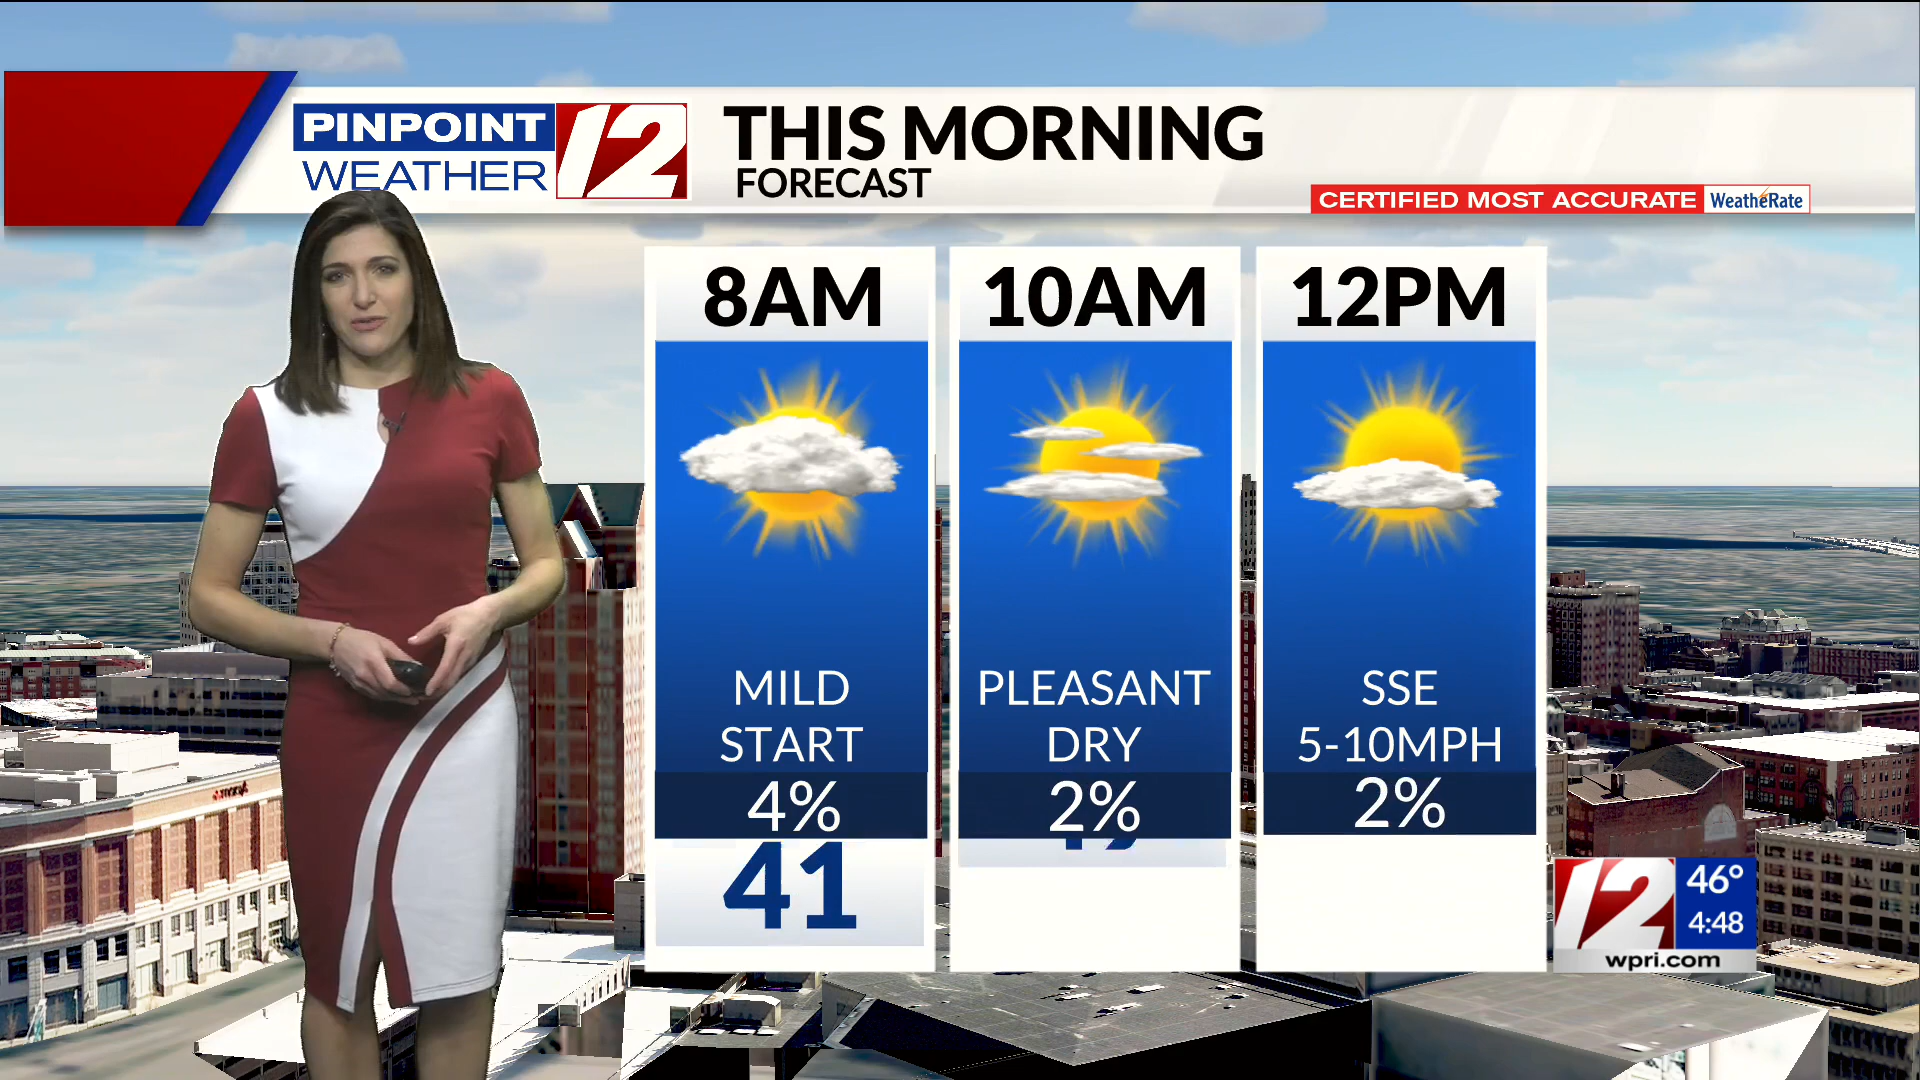 PINPOINT
WEATHER
12
THIS MORNING
FORECAST
CERTIFIED MOST ACCURATE
WeatheRate
8AM
MILD
START
4%
41
10AM
PLEASANT
DRY
2%
12PM
SSE
5-10MPH
2%
12
46°
4:48
wpri.com